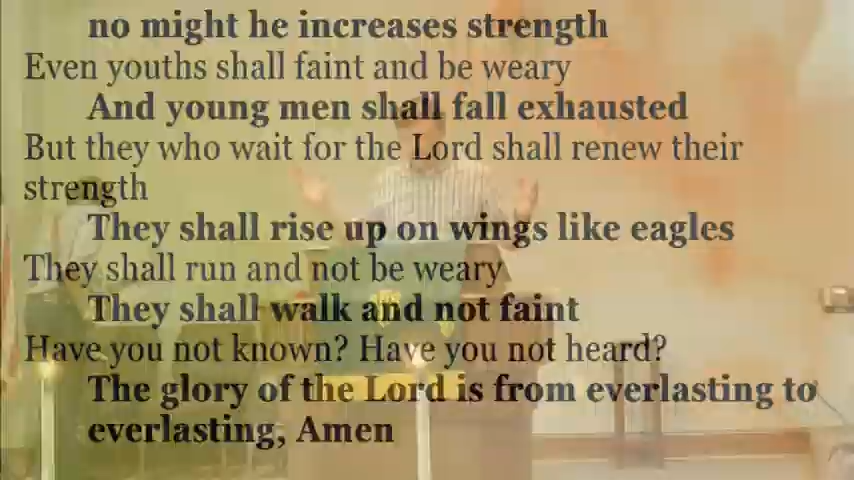 no might he increases strength
Even youths shall faint and be weary
And young men shall fall exhausted
But they who wait for the Lord shall renew their
strength
They shall rise up on wings like eagles
They shall run and not be weary
They shall walk and not faint
Have you not known? Have you not heard?
The glory of the Lord is from everlasting to
everlasting, Amen